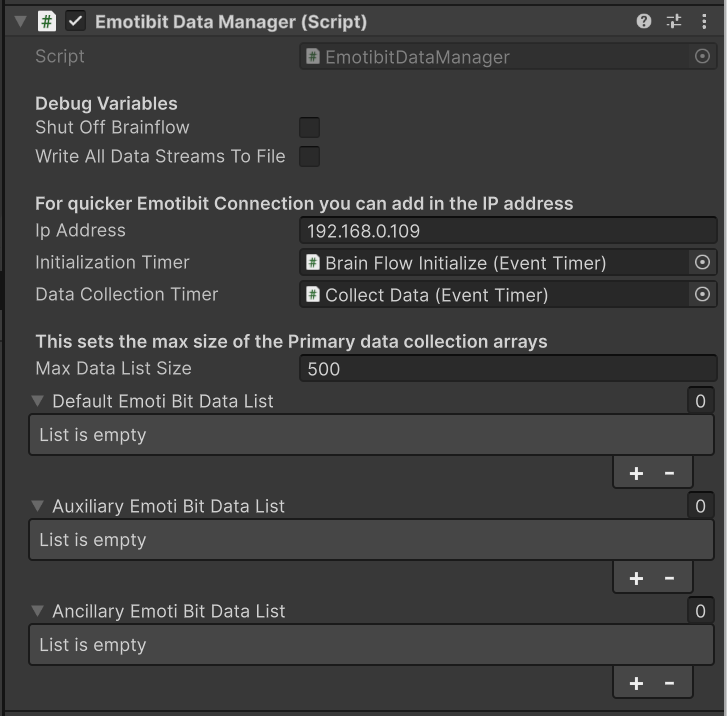 Emotibit Data Manager (Script)
Script EmotibitDataManager
Debug Variables
Shut Off Brainflow
Write All Data Streams To File
For quicker Emotibit Connection you can add in the IP address
Ip Address 192.168.0.109
Initialization Timer # Brain Flow Initialize (Event Timer)
Data Collection Timer # Collect Data (Event Timer)
This sets the max size of the Primary data collection arrays
Max Data List Size 500
Default Emoti Bit Data List 0
List is empty
+ -
Auxiliary Emoti Bit Data List 0
List is empty
+ -
Ancillary Emoti Bit Data List 0
List is empty
+ -